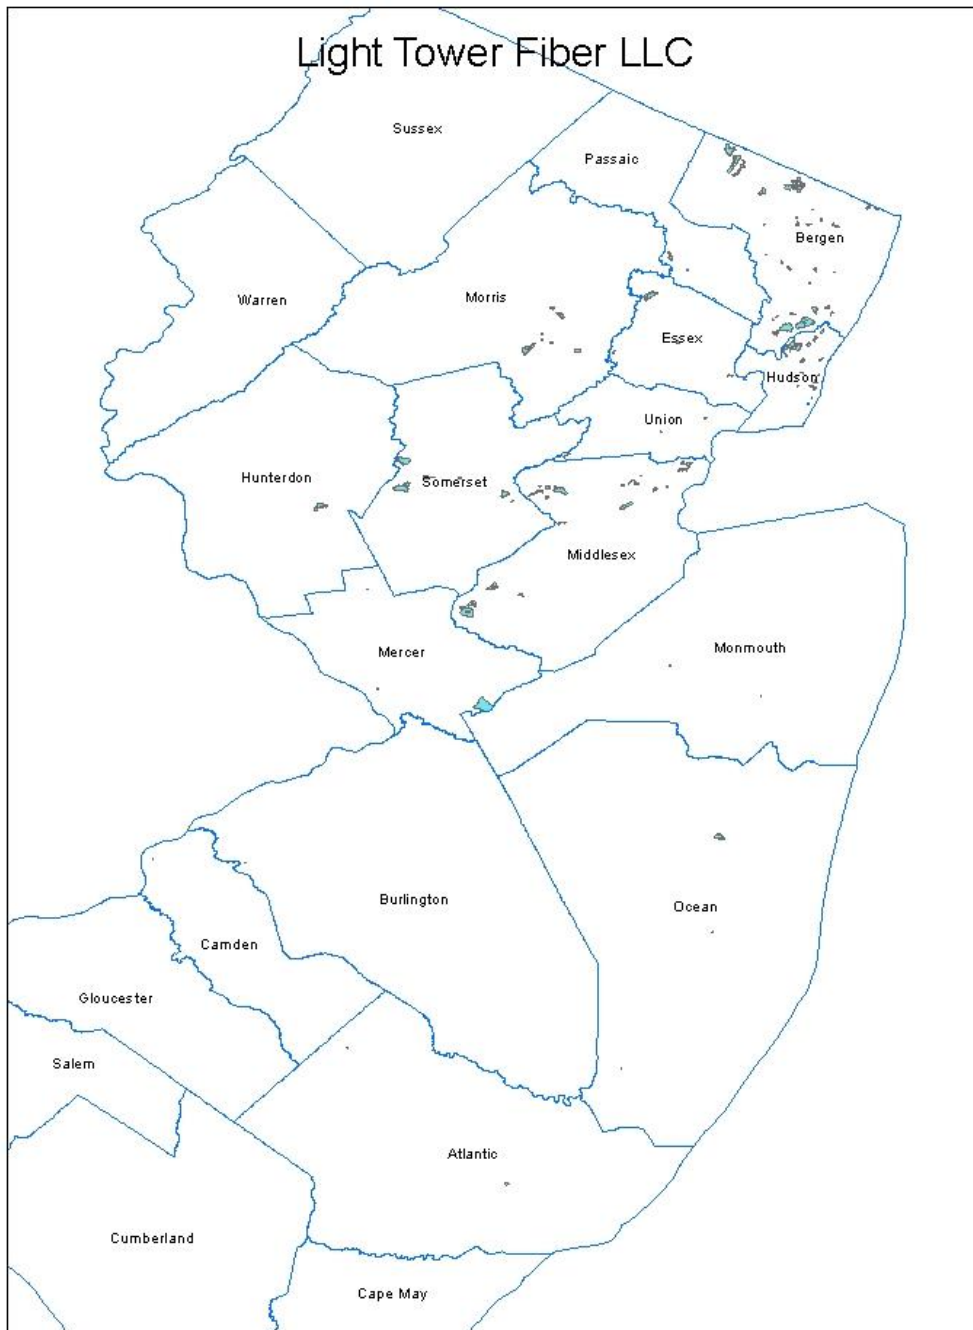 Light Tower Fiber LLC
Sussex
Passaic
Bergen
Warren
Morris
Essex
Hudson
Union
Hunterdon
Somerset
Middlesex
Mercer
Monmouth
Burlington
Ocean
Camden
Gloucester
Salem
Atlantic
Cumberland
Cape May